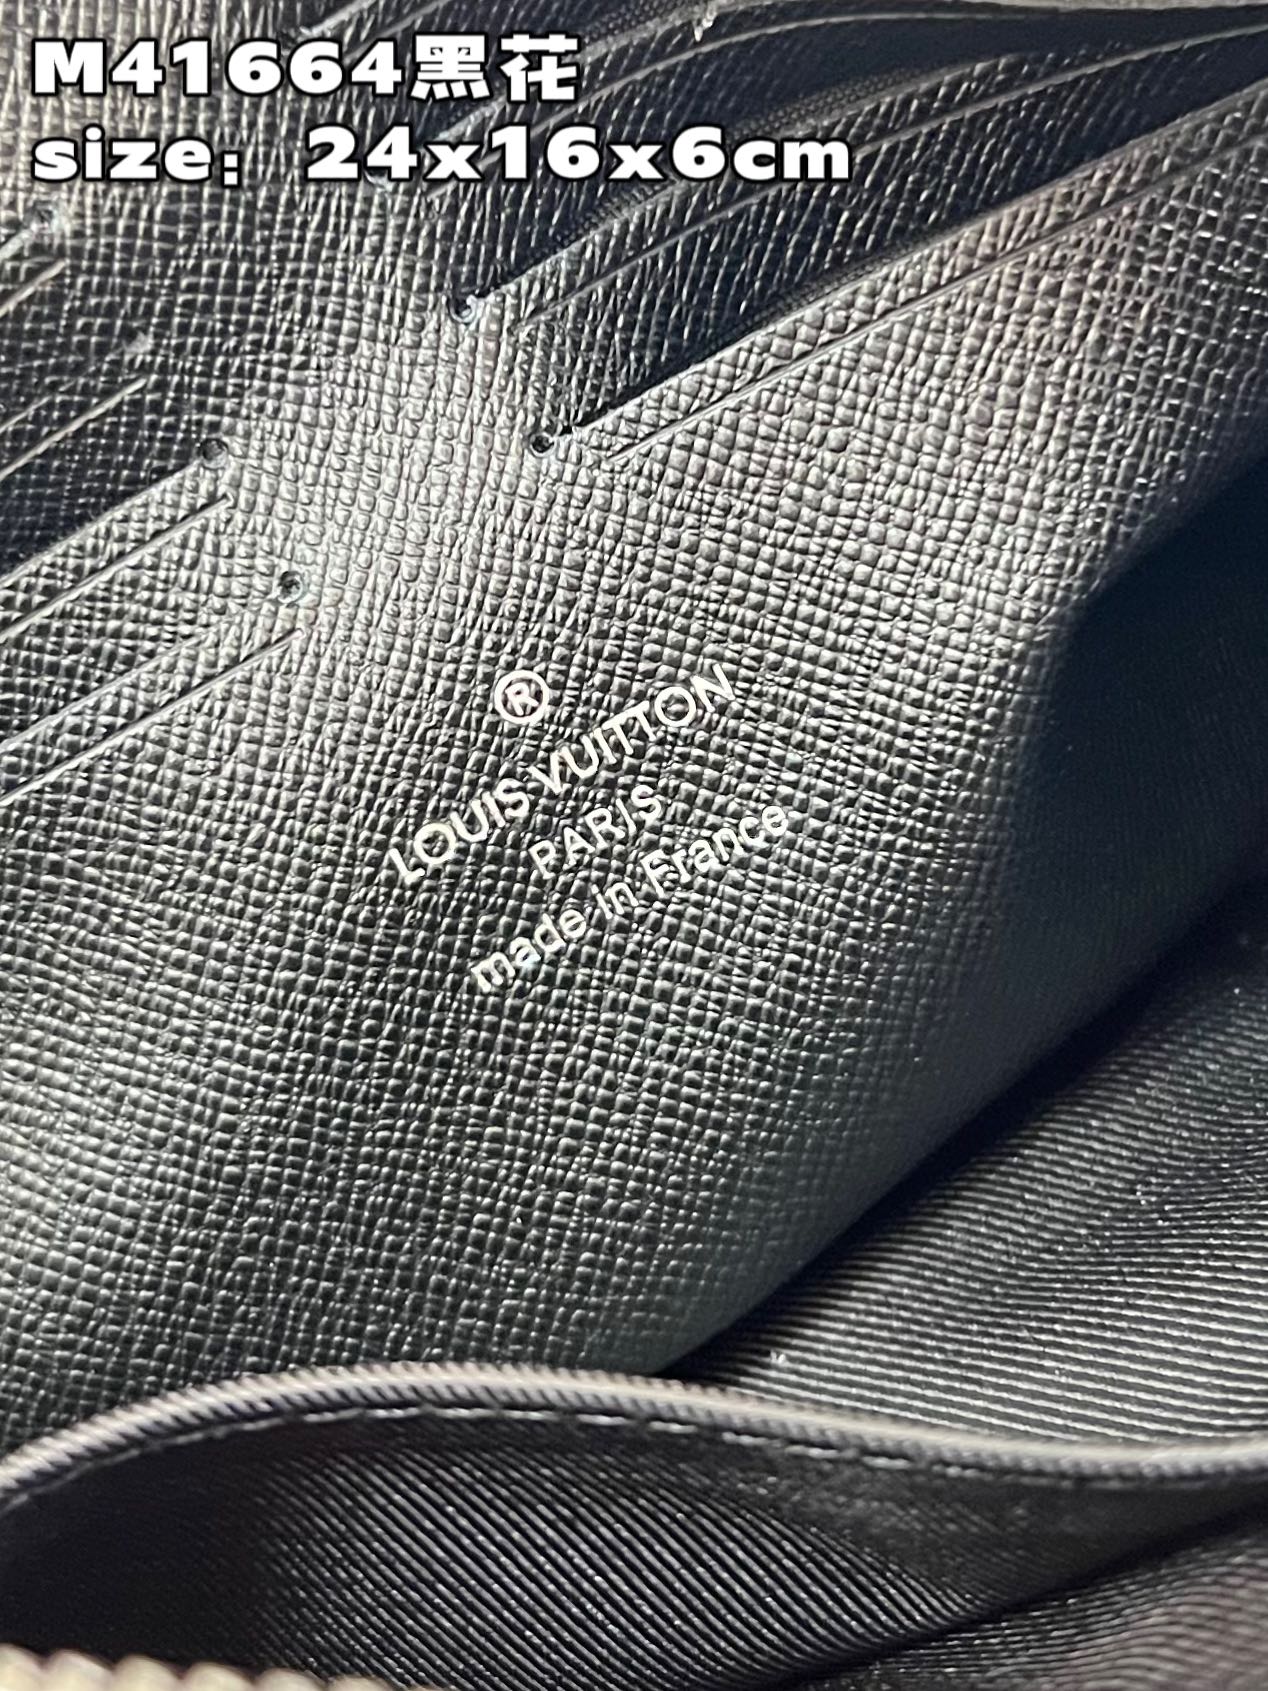 M41664黑花
size：24x16x6cm
®
LOUIS VUITTON
PARIS
made in France